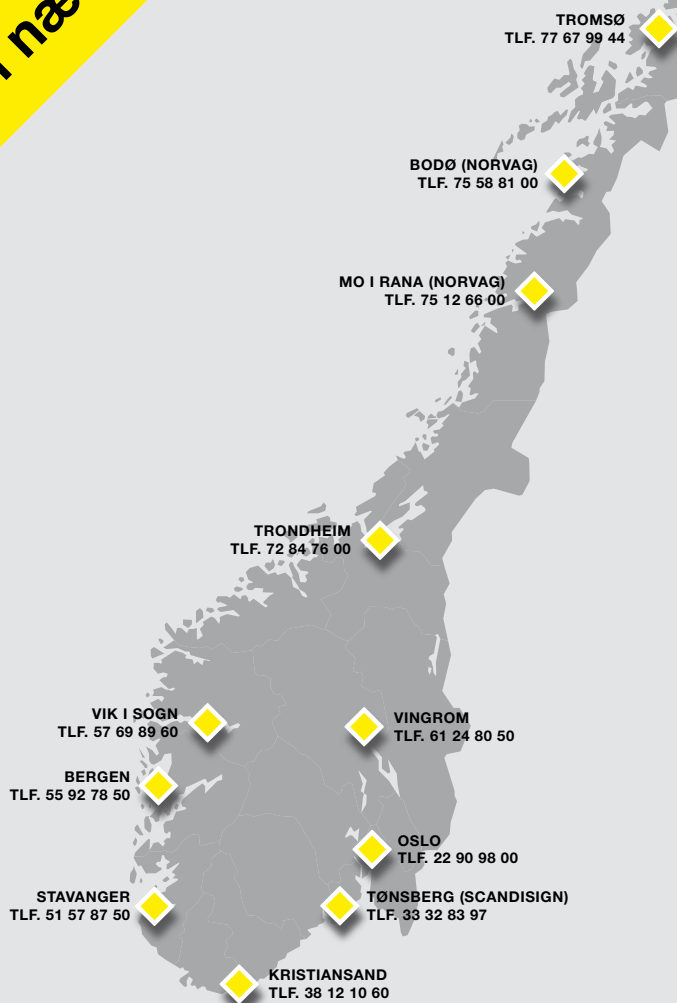 næ
TROMSØ
TLF. 77 67 99 44
BODØ (NORVAG)
TLF. 75 58 81 00
MO I RANA (NORVAG)
TLF. 75 12 66 00
TRONDHEIM
TLF. 72 84 76 00
VIK I SOGN
TLF. 57 69 89 60
VINGROM
TLF. 61 24 80 50
BERGEN
TLF. 55 92 78 50
OSLO
TLF. 22 90 98 00
STAVANGER
TLF. 51 57 87 50
TØNSBERG (SCANDISIGN)
TLF. 33 32 83 97
KRISTIANSAND
TLF. 38 12 10 60